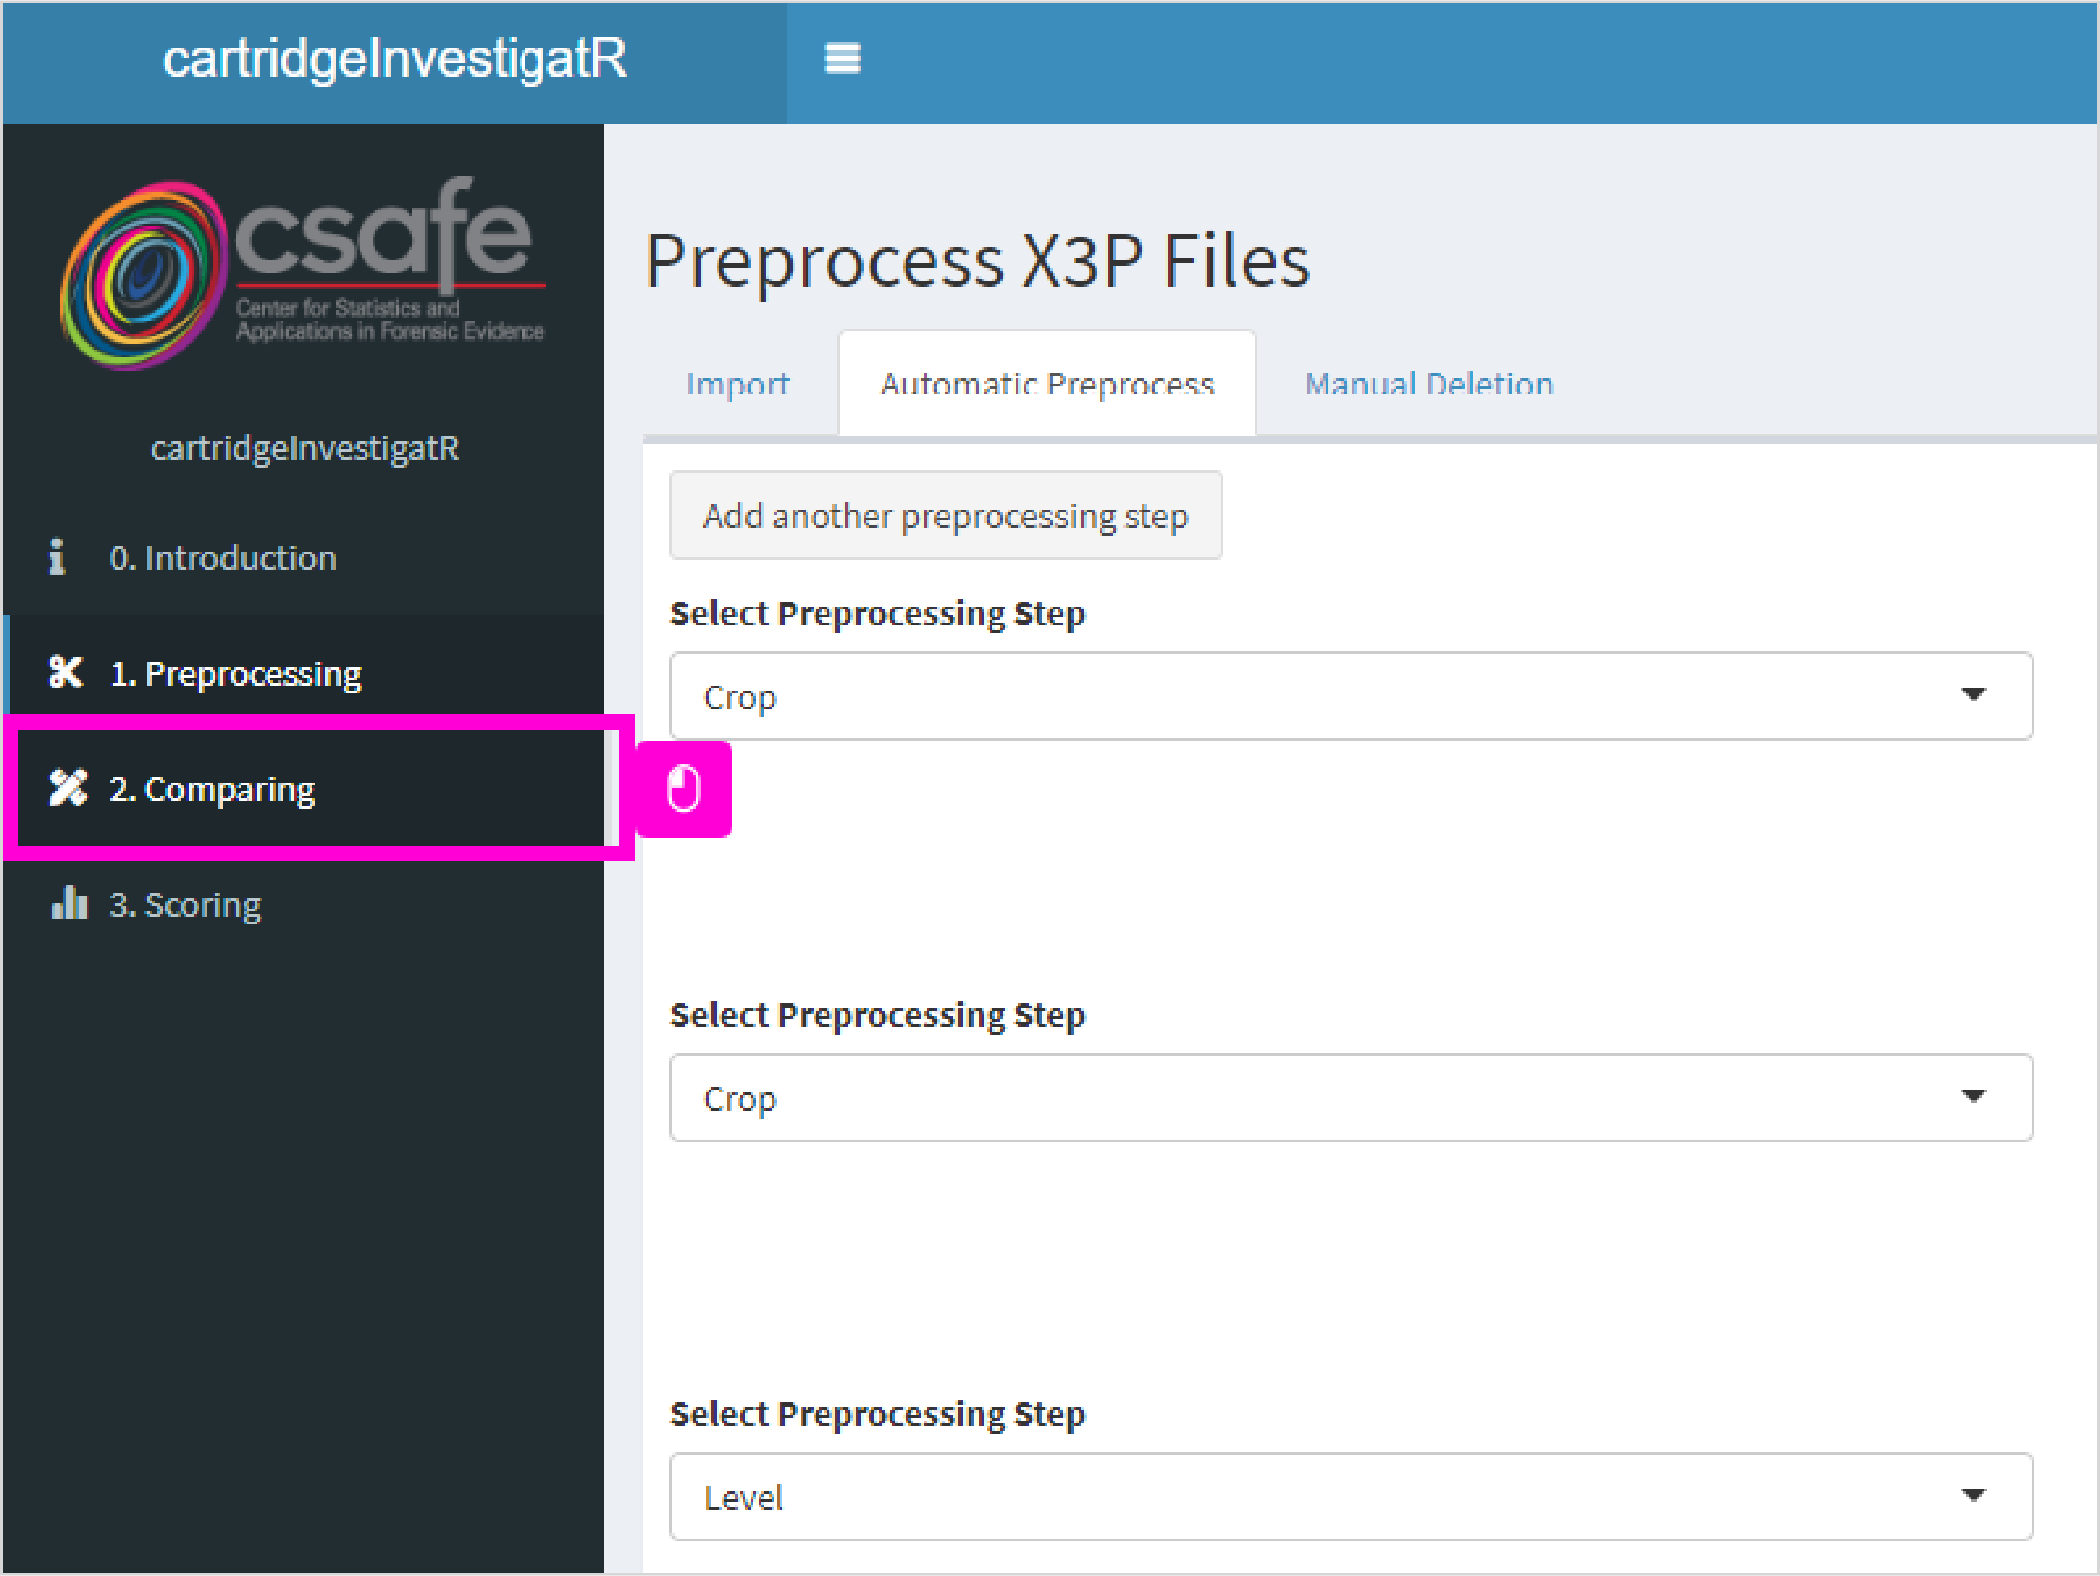 cartridgeInvestigatR
csafe
Center for Statistics and
Applications in Forensic Evidence
cartridgeInvestigatR
0. Introduction
1. Preprocessing
2. Comparing
3. Scoring
Preprocess X3P Files
Import Automatic Preprocess Manual Deletion
Add another preprocessing step
Select Preprocessing Step
Crop
Select Preprocessing Step
Crop
Select Preprocessing Step
Level